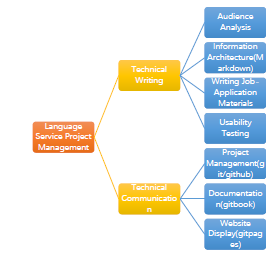 Language
Service Project
Management
Technical
Writing
Audience
Analysis
Information
Architecture(M
arkdown)
Writing Job-
Application
Materials
Usability
Testing
Technical
Communicatio
n
Project
Management(g
it/github)
Documentatio
n(gitbook)
Website
Display(gitpag
es)